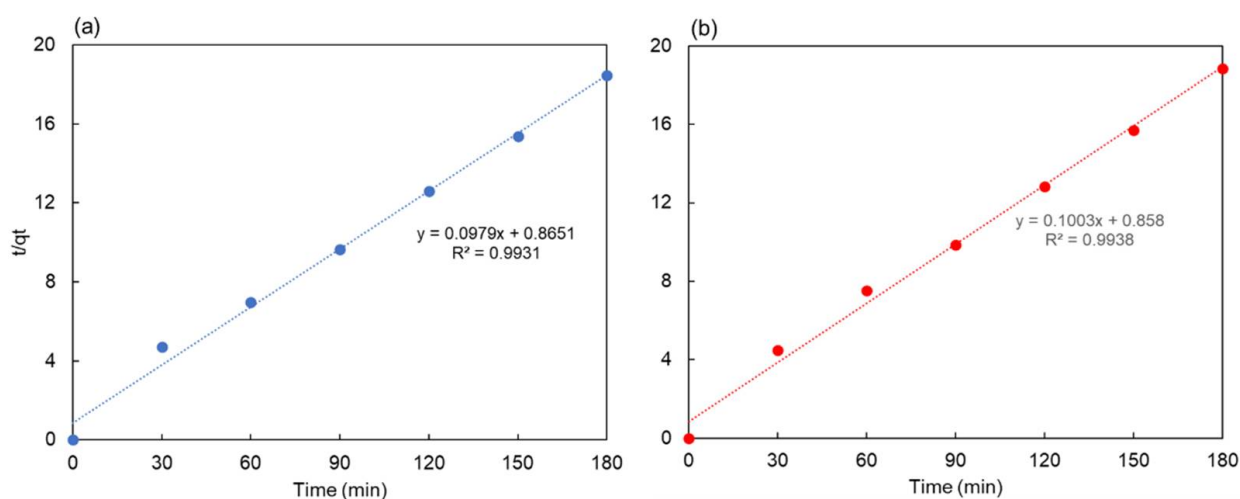 (a)
20
16
12
8
4
0
t/qt
y = 0.0979x + 0.8651
R² = 0.9931
0 30 60 90 120 150 180
Time (min)
(b)
20
16
12
8
4
0
y = 0.1003x + 0.858
R² = 0.9938
0 30 60 90 120 150 180
Time (min)